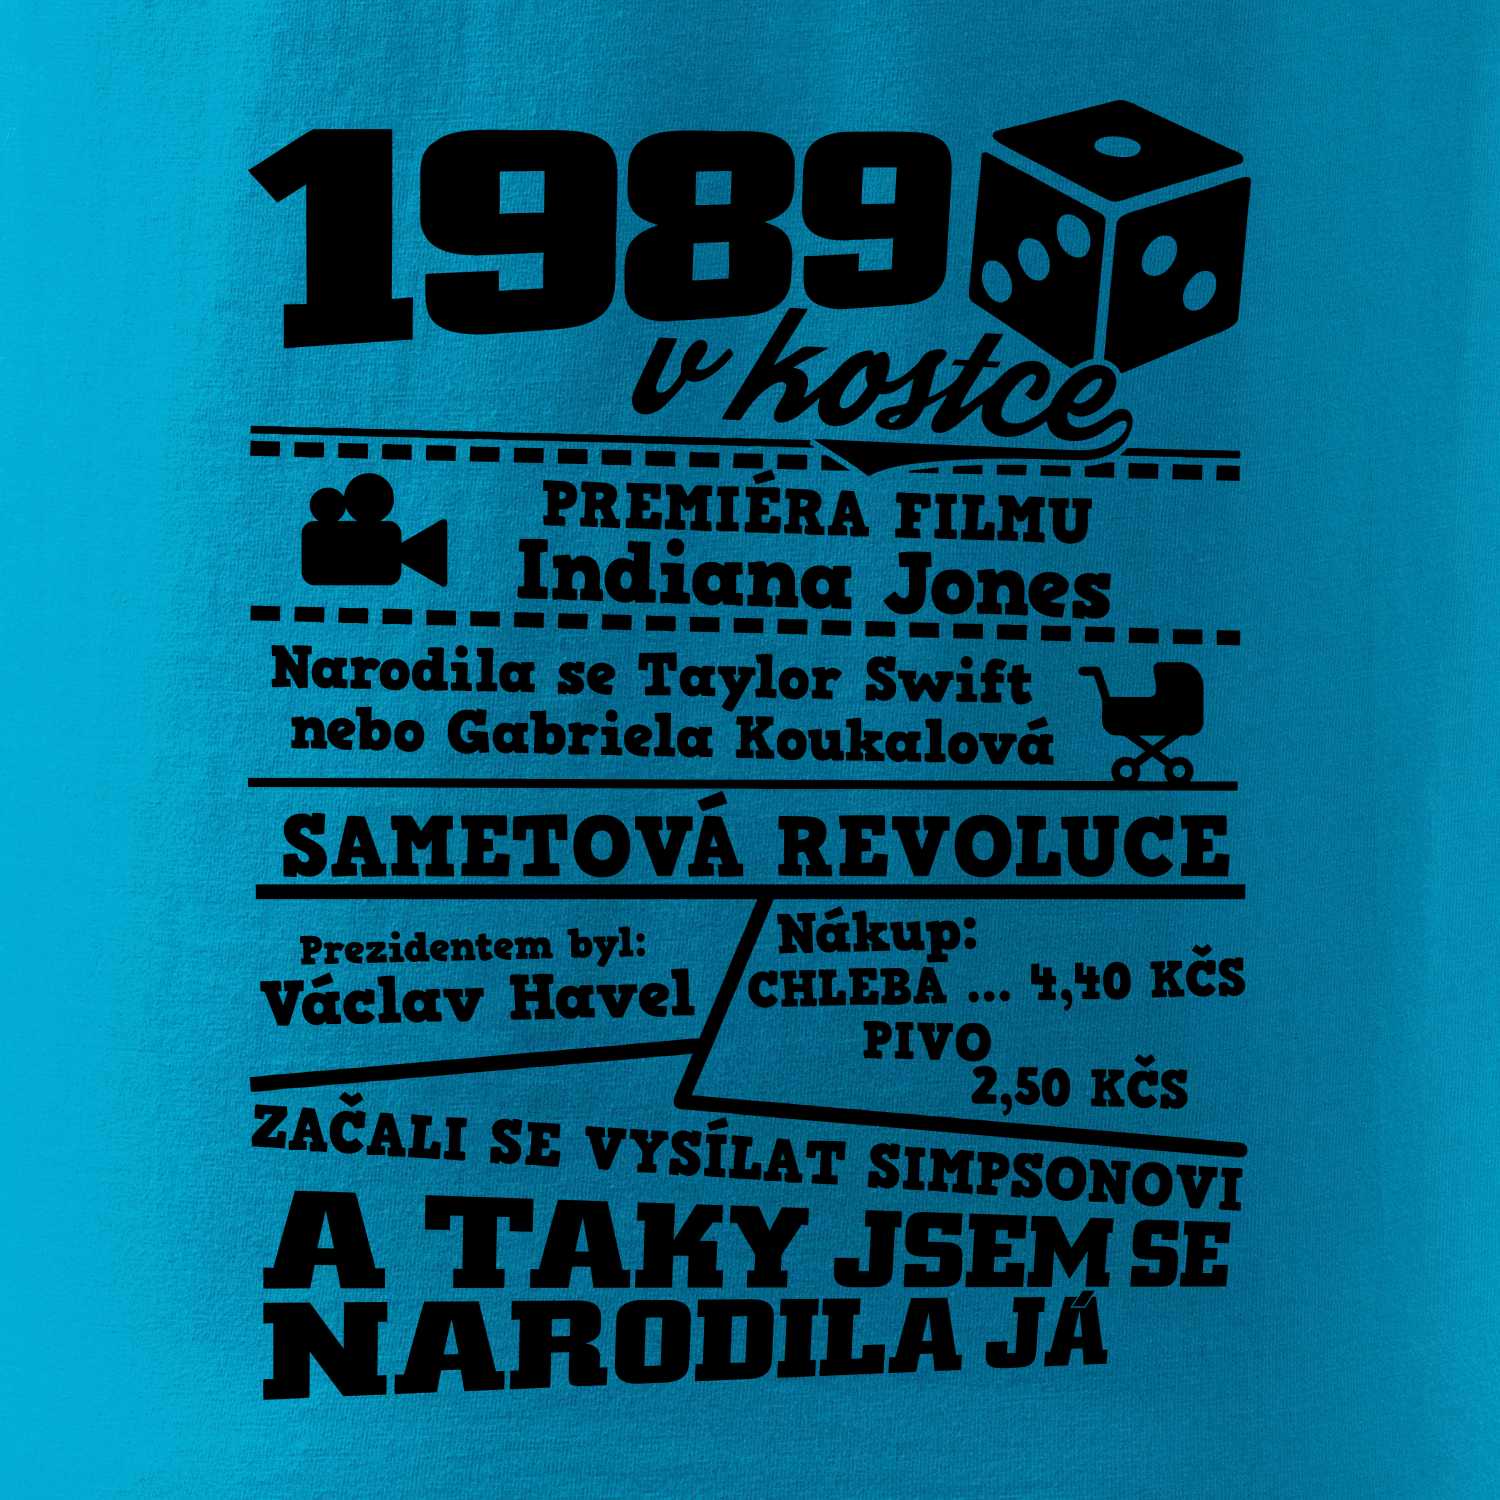 1989
v kostce
PREMIÉRA FILMU
Indiana Jones
Narodila se Taylor Swift
nebo Gabriela Koukalová
SAMETOVÁ REVOLUCE
Prezidentem byl:
Václav Havel
Nákup:
CHLEBA ... 4,40 KČS
PIVO
2,50 KČS
ZAČALI SE VYSÍLAT SIMPSONOVI
A TAKY JSEM SE
NARODILA JÁ